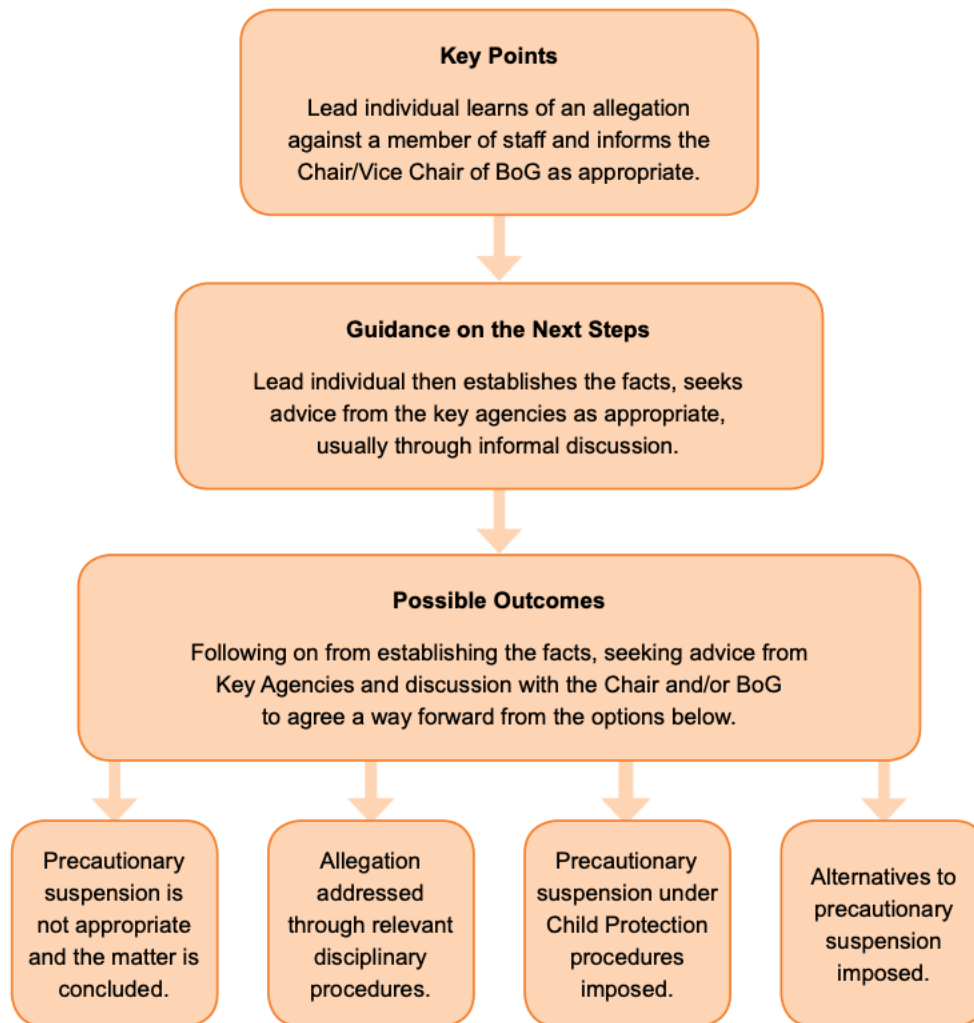 Key Points
Lead individual learns of an allegation
against a member of staff and informs the
Chair/Vice Chair of BoG as appropriate.
Guidance on the Next Steps
Lead individual then establishes the facts, seeks
advice from the key agencies as appropriate,
usually through informal discussion.
Possible Outcomes
Following on from establishing the facts, seeking advice from
Key Agencies and discussion with the Chair and/or BoG
to agree a way forward from the options below.
Precautionary
suspension is
not appropriate
and the matter is
concluded.
Allegation
addressed
through relevant
disciplinary
procedures.
Precautionary
suspension under
Child Protection
procedures
imposed.
Alternatives to
precautionary
suspension
imposed.